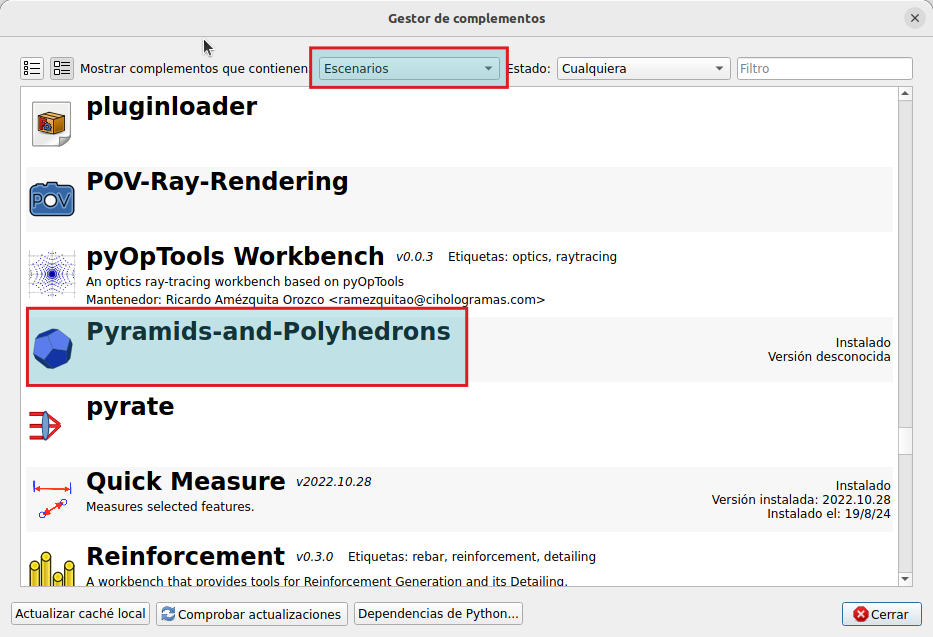 Gestor de complementos
Mostrar complementos que contienen:
Escenarios
Estado:
Cualquiera
Filtro
pluginloader
POV
POV-Ray-Rendering
pyOpTools Workbench v0.0.3 Etiquetas: optics, raytracing
An optics ray-tracing workbench based on pyOpTools
Mantenedor: Ricardo Amézquita Orozco <ramezquitao@cihologramas.com>
Pyramids-and-Polyhedrons
Instalado
Versión desconocida
pyrate
Quick Measure v2022.10.28
Measures selected features.
Instalado
Versión instalada: 2022.10.28
Instalado el: 19/8/24
Reinforcement v0.3.0 Etiquetas: rebar, reinforcement, detailing
A workbench that provides tools for Reinforcement Generation and its Detailing.
Actualizar caché local
Comprobar actualizaciones
Dependencias de Python...
Cerrar